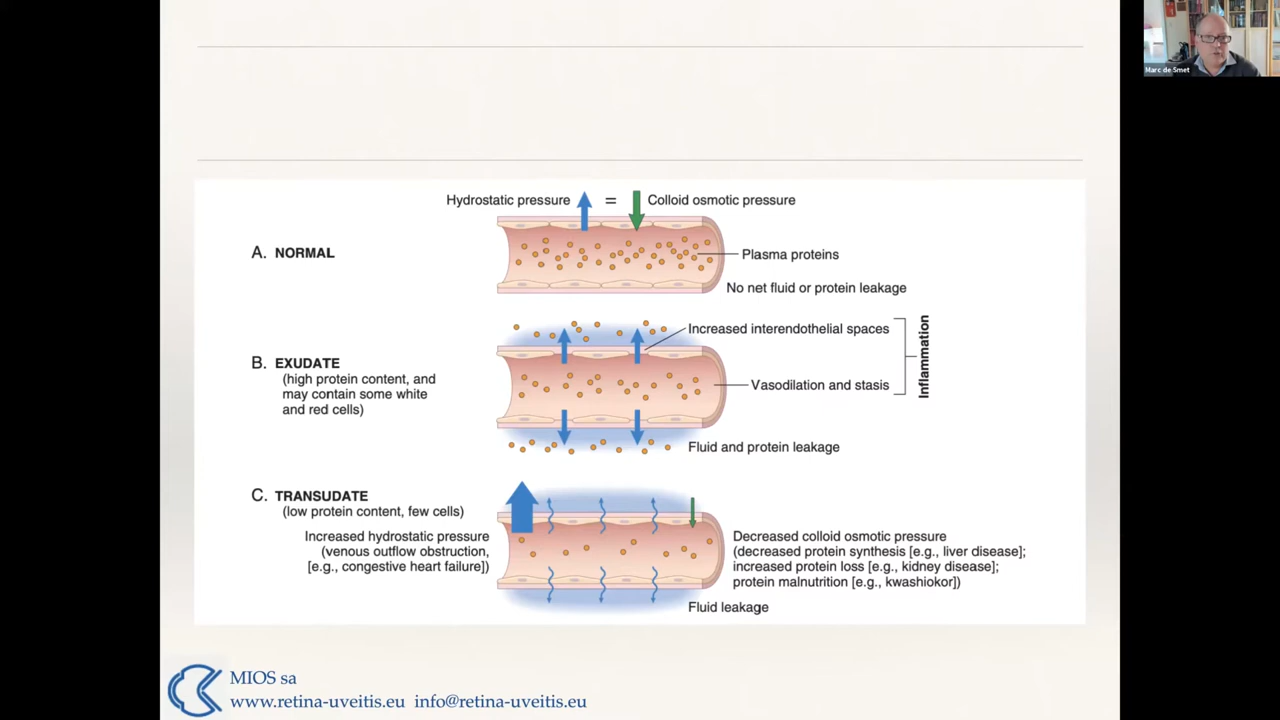 Marc de Smet
Hydrostatic pressure = Colloid osmotic pressure
A. NORMAL
Plasma proteins
No net fluid or protein leakage
B. EXUDATE
(high protein content, and
may contain some white
and red cells)
Increased interendothelial spaces
Vasodilation and stasis
Inflammation
Fluid and protein leakage
C. TRANSUDATE
(low protein content, few cells)
Increased hydrostatic pressure
(venous outflow obstruction,
[e.g., congestive heart failure])
Decreased colloid osmotic pressure
(decreased protein synthesis [e.g., liver disease];
increased protein loss [e.g., kidney disease];
protein malnutrition [e.g., kwashiokor])
Fluid leakage
MIOS sa
www.retina-uveitis.eu info@retina-uveitis.eu